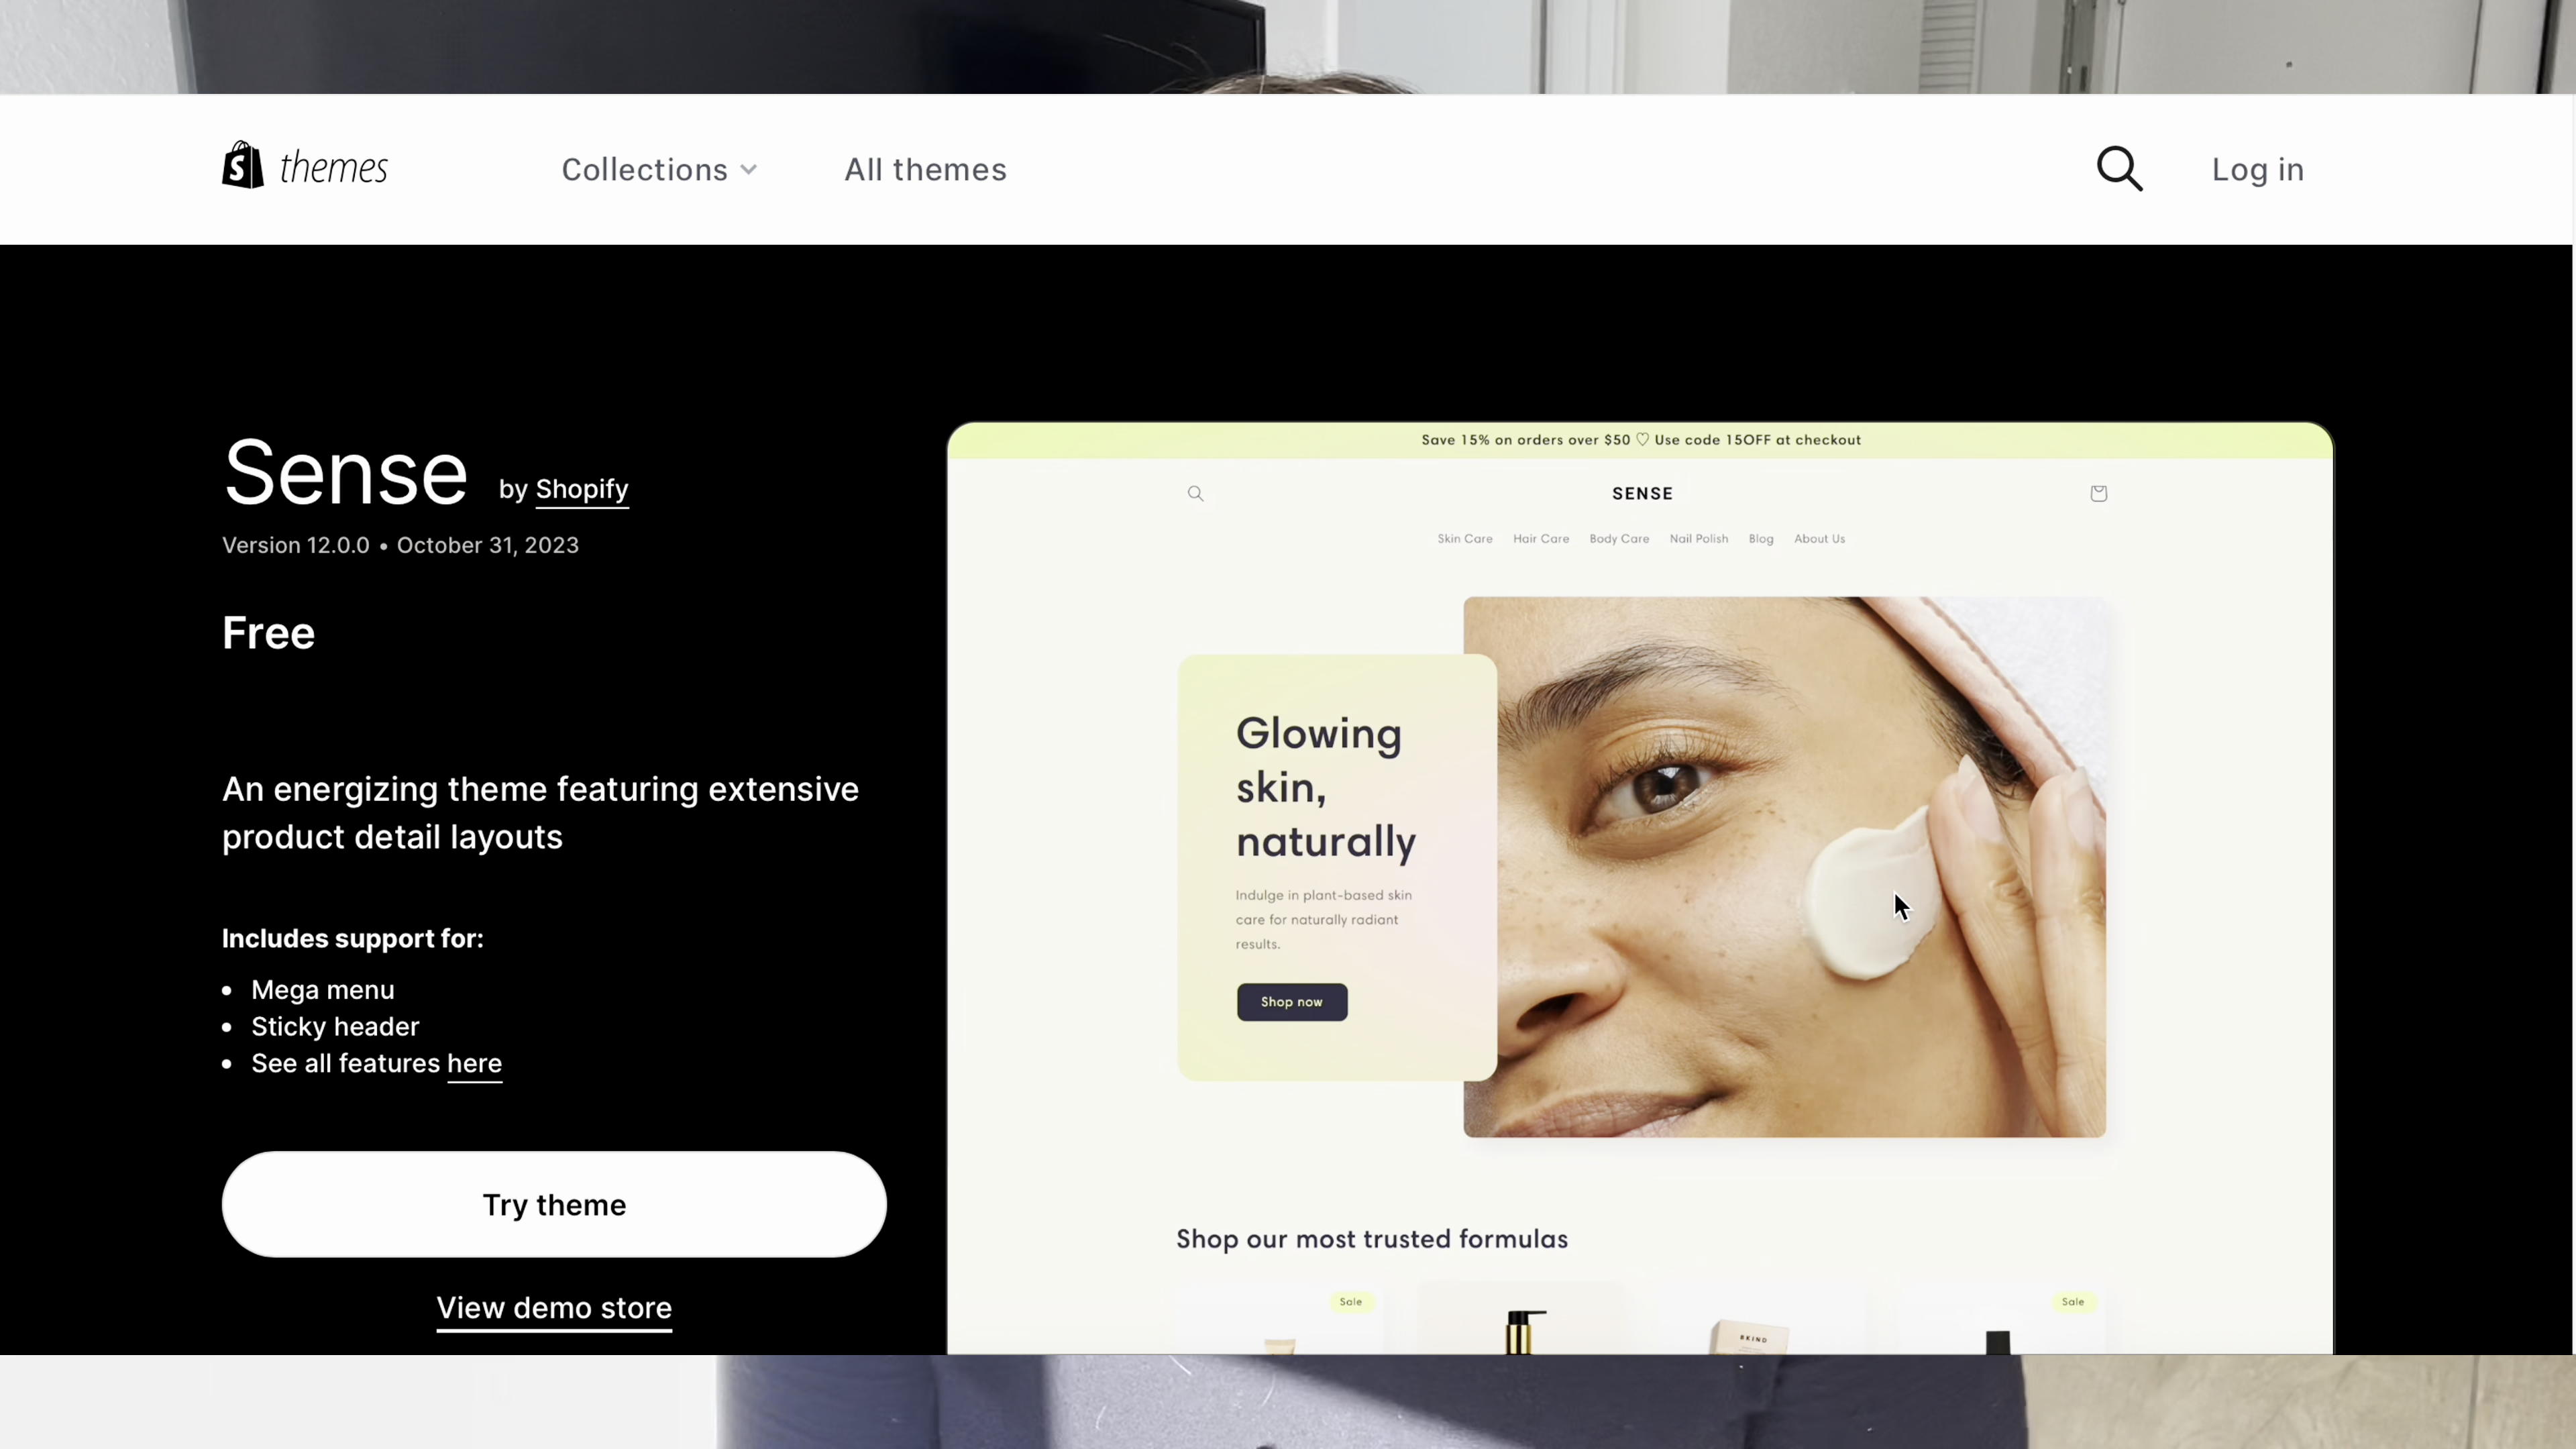 themes
Collections
All themes
Log in
Sense by Shopify
Version 12.0.0 • October 31, 2023
Free
An energizing theme featuring extensive
product detail layouts
Includes support for:
• Mega menu
• Sticky header
• See all features here
Try theme
View demo store
Save 15% on orders over $50 ♡ Use code 15OFF at checkout
SENSE
Skin Care Hair Care Body Care Nail Polish Blog About Us
Glowing
skin,
naturally
Indulge in plant-based skin
care for naturally radiant
results.
Shop now
Shop our most trusted formulas
Sale
BKIND
Sale